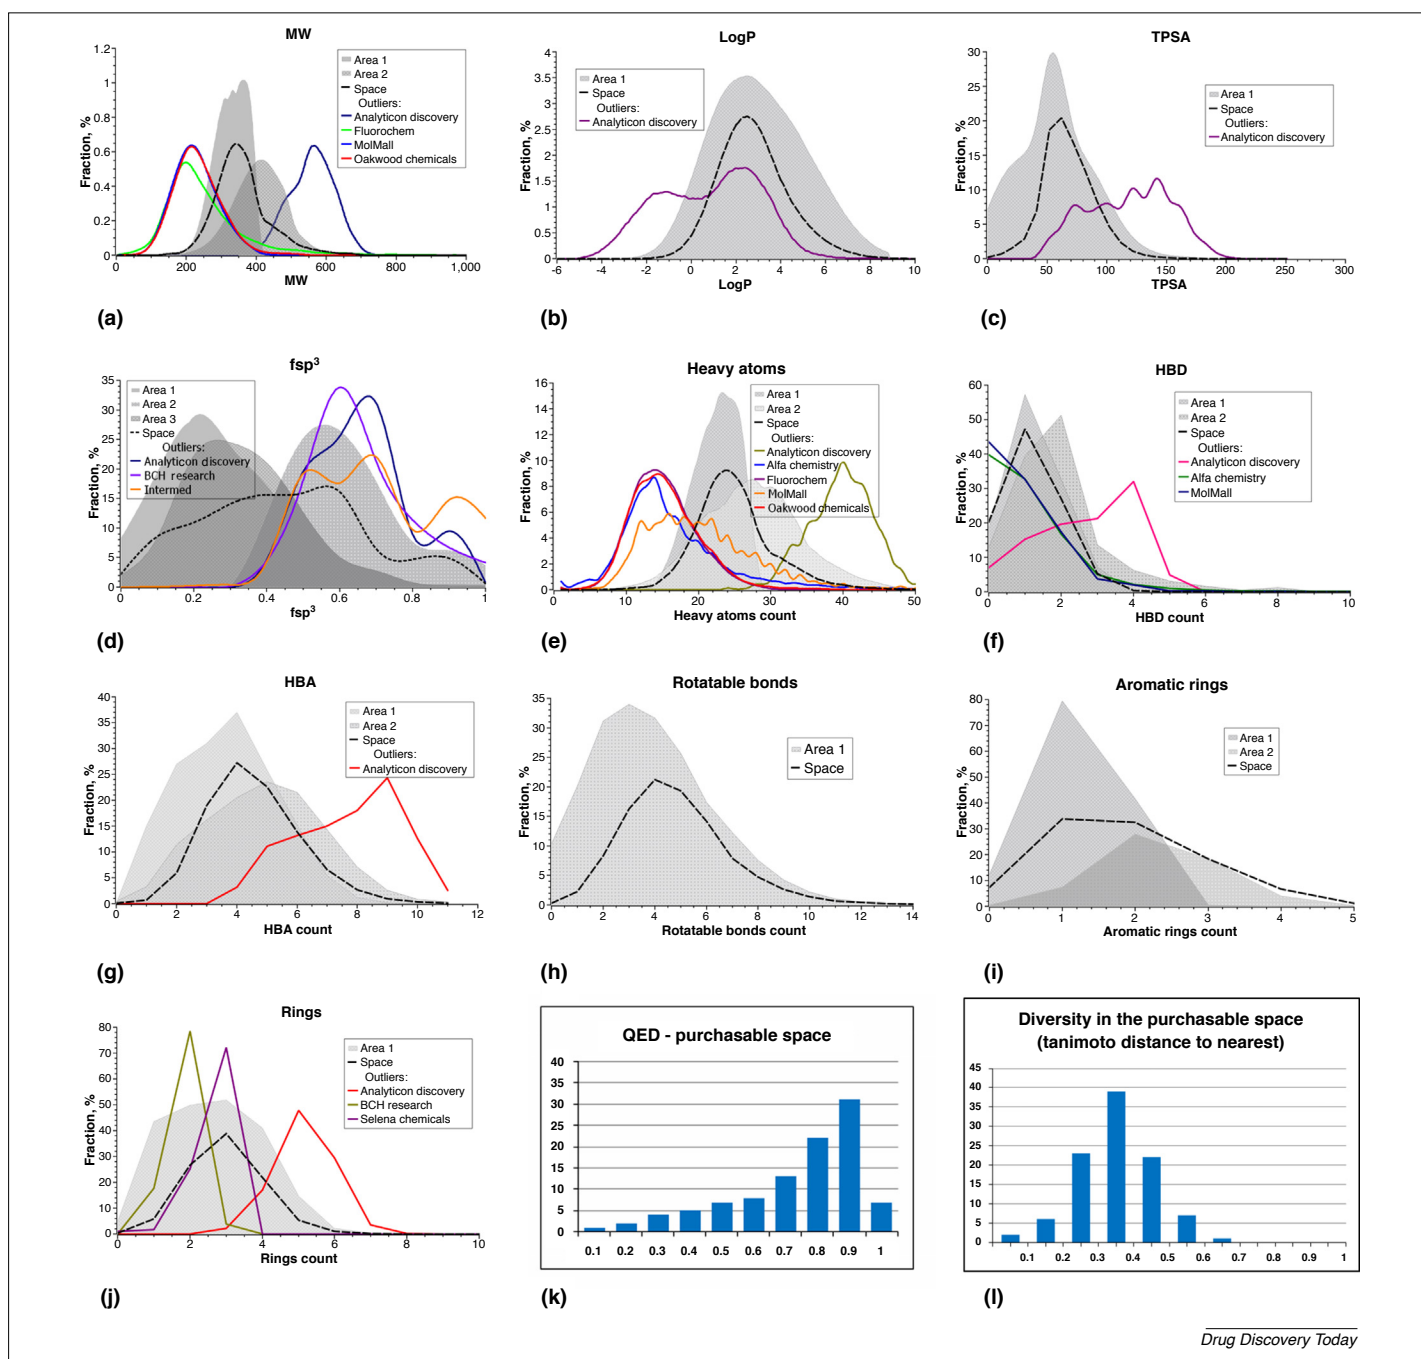 MW
Fraction, %
1.2
1
0.8
0.6
0.4
0.2
0
Area 1
Area 2
Space
Outliers:
Analyticon discovery
Fluorochem
MolMall
Oakwood chemicals
0 200 400 600 800 1,000
MW
(a)
LogP
Fraction, %
4
3.5
3
2.5
2
1.5
1
0.5
0
Area 1
Space
Outliers:
Analyticon discovery
-6 -4 -2 0 2 4 6 8 10
LogP
(b)
TPSA
Fraction, %
30
25
20
15
10
5
0
Area 1
Space
Outliers:
Analyticon discovery
0 50 100 150 200 250 300
TPSA
(c)
fsp3
Fraction, %
35
30
25
20
15
10
5
0
Area 1
Area 2
Area 3
Space
Outliers:
Analyticon discovery
BCH research
Intermed
0 0.2 0.4 0.6 0.8 1
fsp3
(d)
Heavy atoms
Fraction, %
16
14
12
10
8
6
4
2
0
Area 1
Area 2
Space
Outliers:
Analyticon discovery
Alfa chemistry
Fluorochem
MolMall
Oakwood chemicals
0 10 20 30 40 50
Heavy atoms count
(e)
HBD
Fraction, %
60
50
40
30
20
10
0
Area 1
Area 2
Space
Outliers:
Analyticon discovery
Alfa chemistry
MolMall
0 2 4 6 8 10
HBD count
(f)
HBA
Fraction, %
40
35
30
25
20
15
10
5
0
Area 1
Area 2
Space
Outliers:
Analyticon discovery
0 2 4 6 8 10 12
HBA count
(g)
Rotatable bonds
Fraction, %
35
30
25
20
15
10
5
0
Area 1
Space
0 2 4 6 8 10 12 14
Rotatable bonds count
(h)
Aromatic rings
Fraction, %
80
70
60
50
40
30
20
10
0
Area 1
Area 2
Space
0 1 2 3 4 5
Aromatic rings count
(i)
Rings
Fraction, %
80
70
60
50
40
30
20
10
0
Area 1
Space
Outliers:
Analyticon discovery
BCH research
Selena chemicals
0 2 4 6 8 10
Rings count
(j)
QED - purchasable space
40
35
30
25
20
15
10
5
0
0.1 0.2 0.3 0.4 0.5 0.6 0.7 0.8 0.9 1
(k)
Diversity in the purchasable space
(tanimoto distance to nearest)
45
40
35
30
25
20
15
10
5
0
0.1 0.2 0.3 0.4 0.5 0.6 0.7 0.8 0.9 1
(l)
Drug Discovery Today